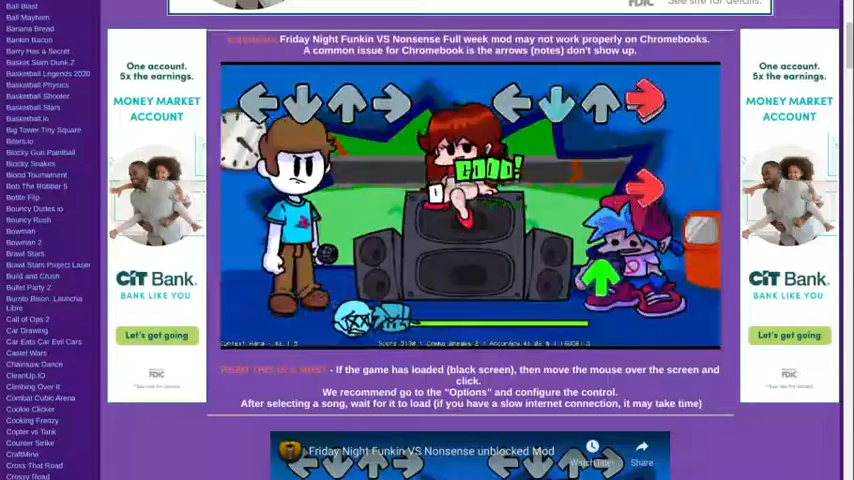 Ball Blast
Ball Mayhem
Banana Bread
Bankin Bacon
Barry Has a Secret
Basket Slam Dunk 2
Basketball Legends 2020
Basketball Physics
Basketball Shooter
Basketball Stars
Basketball.io
Big Tower Tiny Square
Biters.io
Blocky Gun Paintball
Blocky Snakes
Blood Tournament
Bob The Robber 5
Bottle Flip
Bouncy Dudes.io
Bouncy Rush
Bowman
Bowman 2
Brawl Stars
Brawl Stars Project Laser
Build and Crush
Bullet Party 2
Burrito Bison: Launcha
Libre
Call of Ops 2
Car Drawing
Car Eats Car Evil Cars
Castel Wars
Chainsaw Dance
CleanUp.IO
Climbing Over It
Combat Cubic Arena
Cookie Clicker
Cooking Frenzy
Copter vs Tank
Counter Strike
CraftMine
Cross That Road
Crossy Road
FDIC
See site for details.
One account.
5x the earnings.
MONEY MARKET
ACCOUNT
CIT Bank
BANK LIKE YOU
Let's get going
FDIC
Friday Night Funkin VS Nonsense Full week mod may not work properly on Chromebooks.
A common issue for Chromebook is the arrows (notes) don't show up.
- If the game has loaded (black screen), then move the mouse over the screen and
click.
We recommend go to the "Options" and configure the control.
After selecting a song, wait for it to load (if you have a slow internet connection, it may take time)
Friday Night Funkin VS Nonsense unblocked Mod
Watch later
Share
One account.
5x the earnings.
MONEY MARKET
ACCOUNT
CIT Bank
BANK LIKE YOU
Let's get going
FDIC